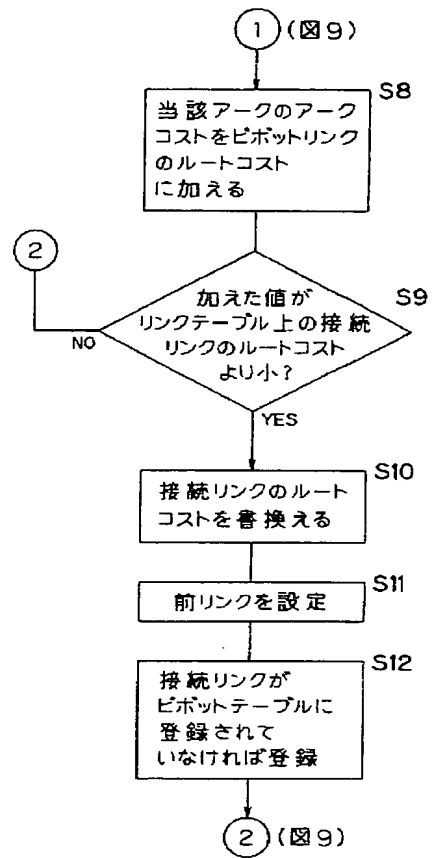 1 (図9)
S8
当該アークのアーク
コストをピボットリンク
のルートコスト
に加える
2
S9
加えた値が
リンクテーブル上の接続
リンクのルートコスト
より小?
NO
YES
S10
接続リンクのルート
コストを書換える
S11
前リンクを設定
S12
接続リンクが
ピボットテーブルに
登録されて
いなければ登録
2 (図9)